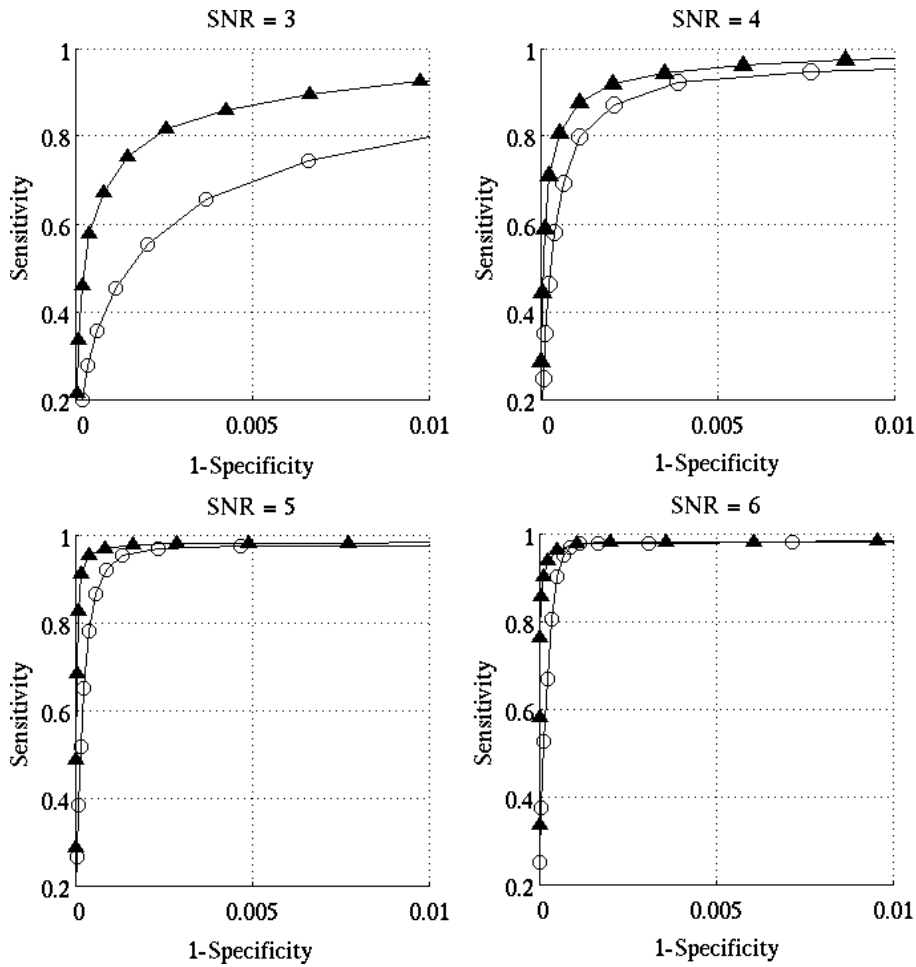 SNR = 3
1
0.8
0.6
0.4
0.2
Sensitivity
0
0.005
0.01
1-Specificity
SNR = 4
1
0.8
0.6
0.4
0.2
Sensitivity
0
0.005
0.01
1-Specificity
SNR = 5
1
0.8
0.6
0.4
0.2
Sensitivity
0
0.005
0.01
1-Specificity
SNR = 6
1
0.8
0.6
0.4
0.2
Sensitivity
0
0.005
0.01
1-Specificity